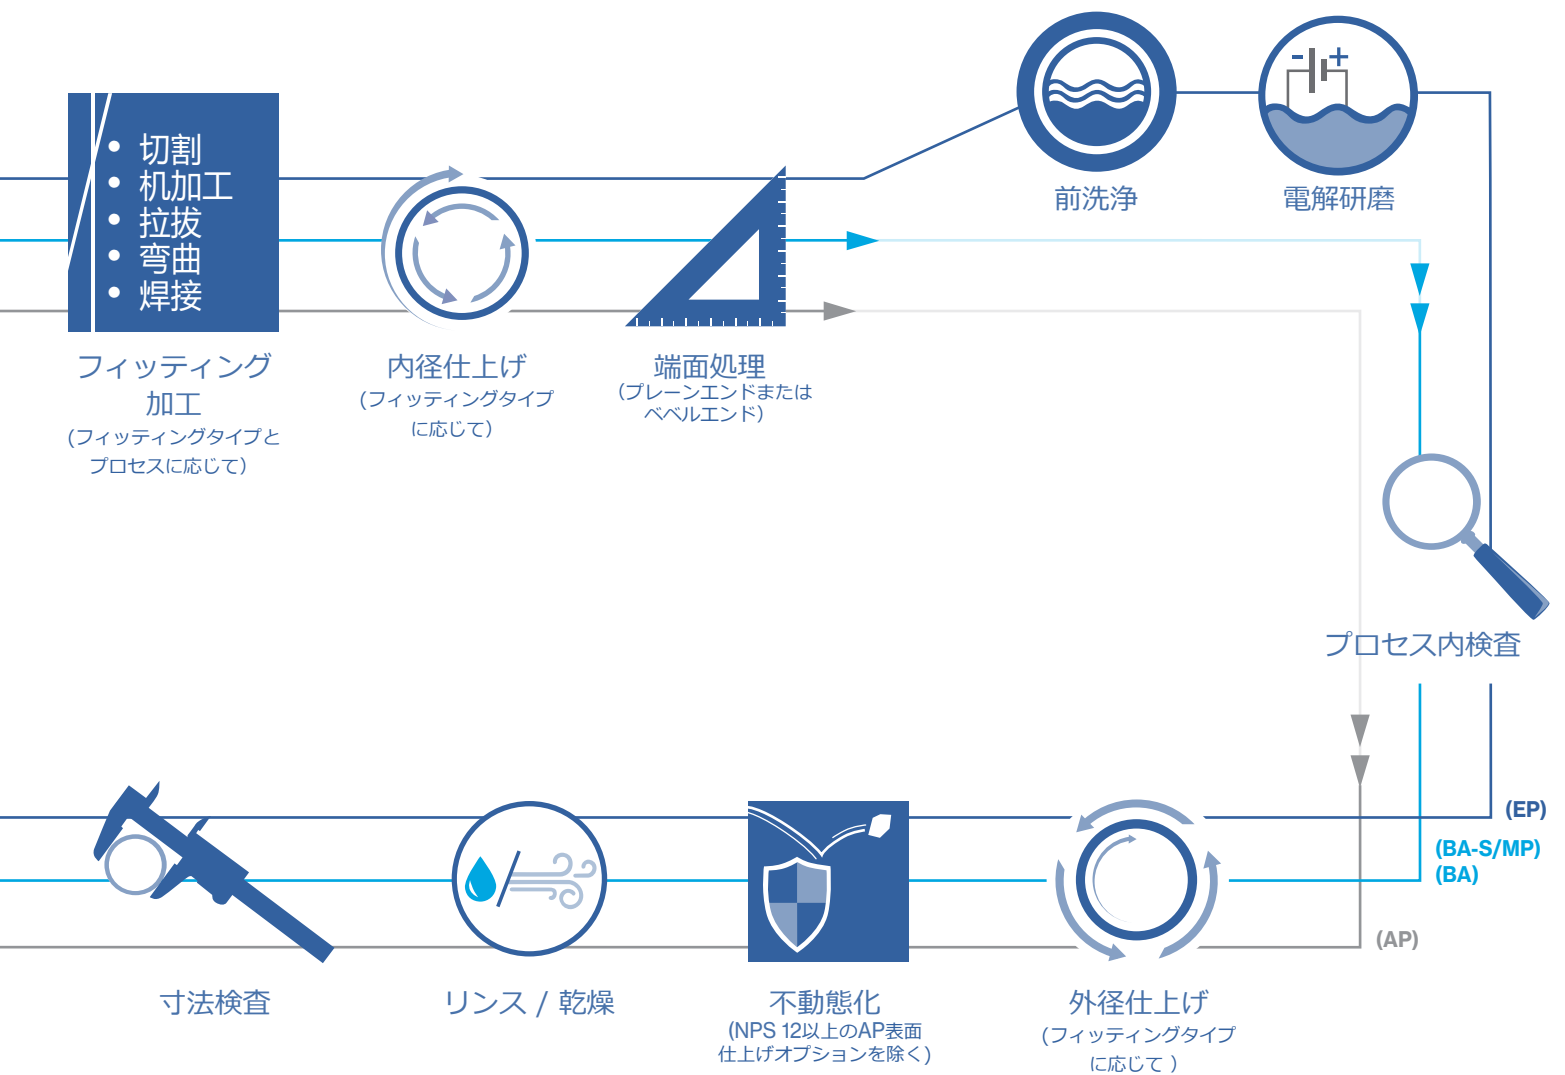 • 切割
• 机加工
• 拉拔
• 弯曲
• 焊接
フィッティング
加工
(フィッティングタイプと
プロセスに応じて)
内径仕上げ
(フィッティングタイプ
に応じて)
端面処理
(プレーンエンドまたは
ベベルエンド)
前洗浄
- +
電解研磨
プロセス内検査
(EP)
(BA-S/MP)
(BA)
(AP)
寸法検査
リンス / 乾燥
不動態化
(NPS 12以上のAP表面
仕上げオプションを除く)
外径仕上げ
(フィッティングタイプ
に応じて )